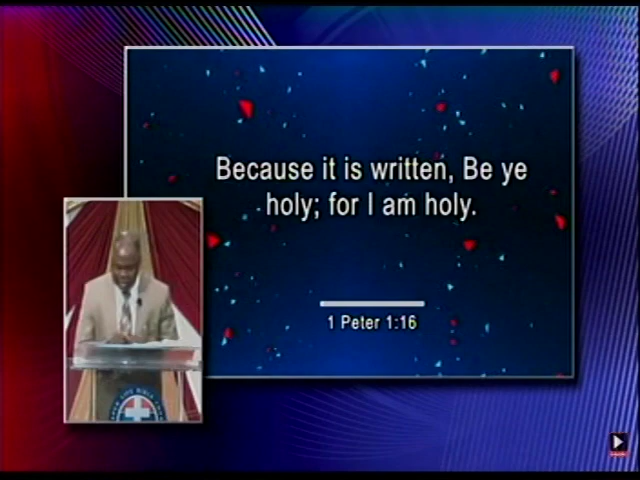 Because it is written, Be ye
holy; for I am holy.
1 Peter 1:16